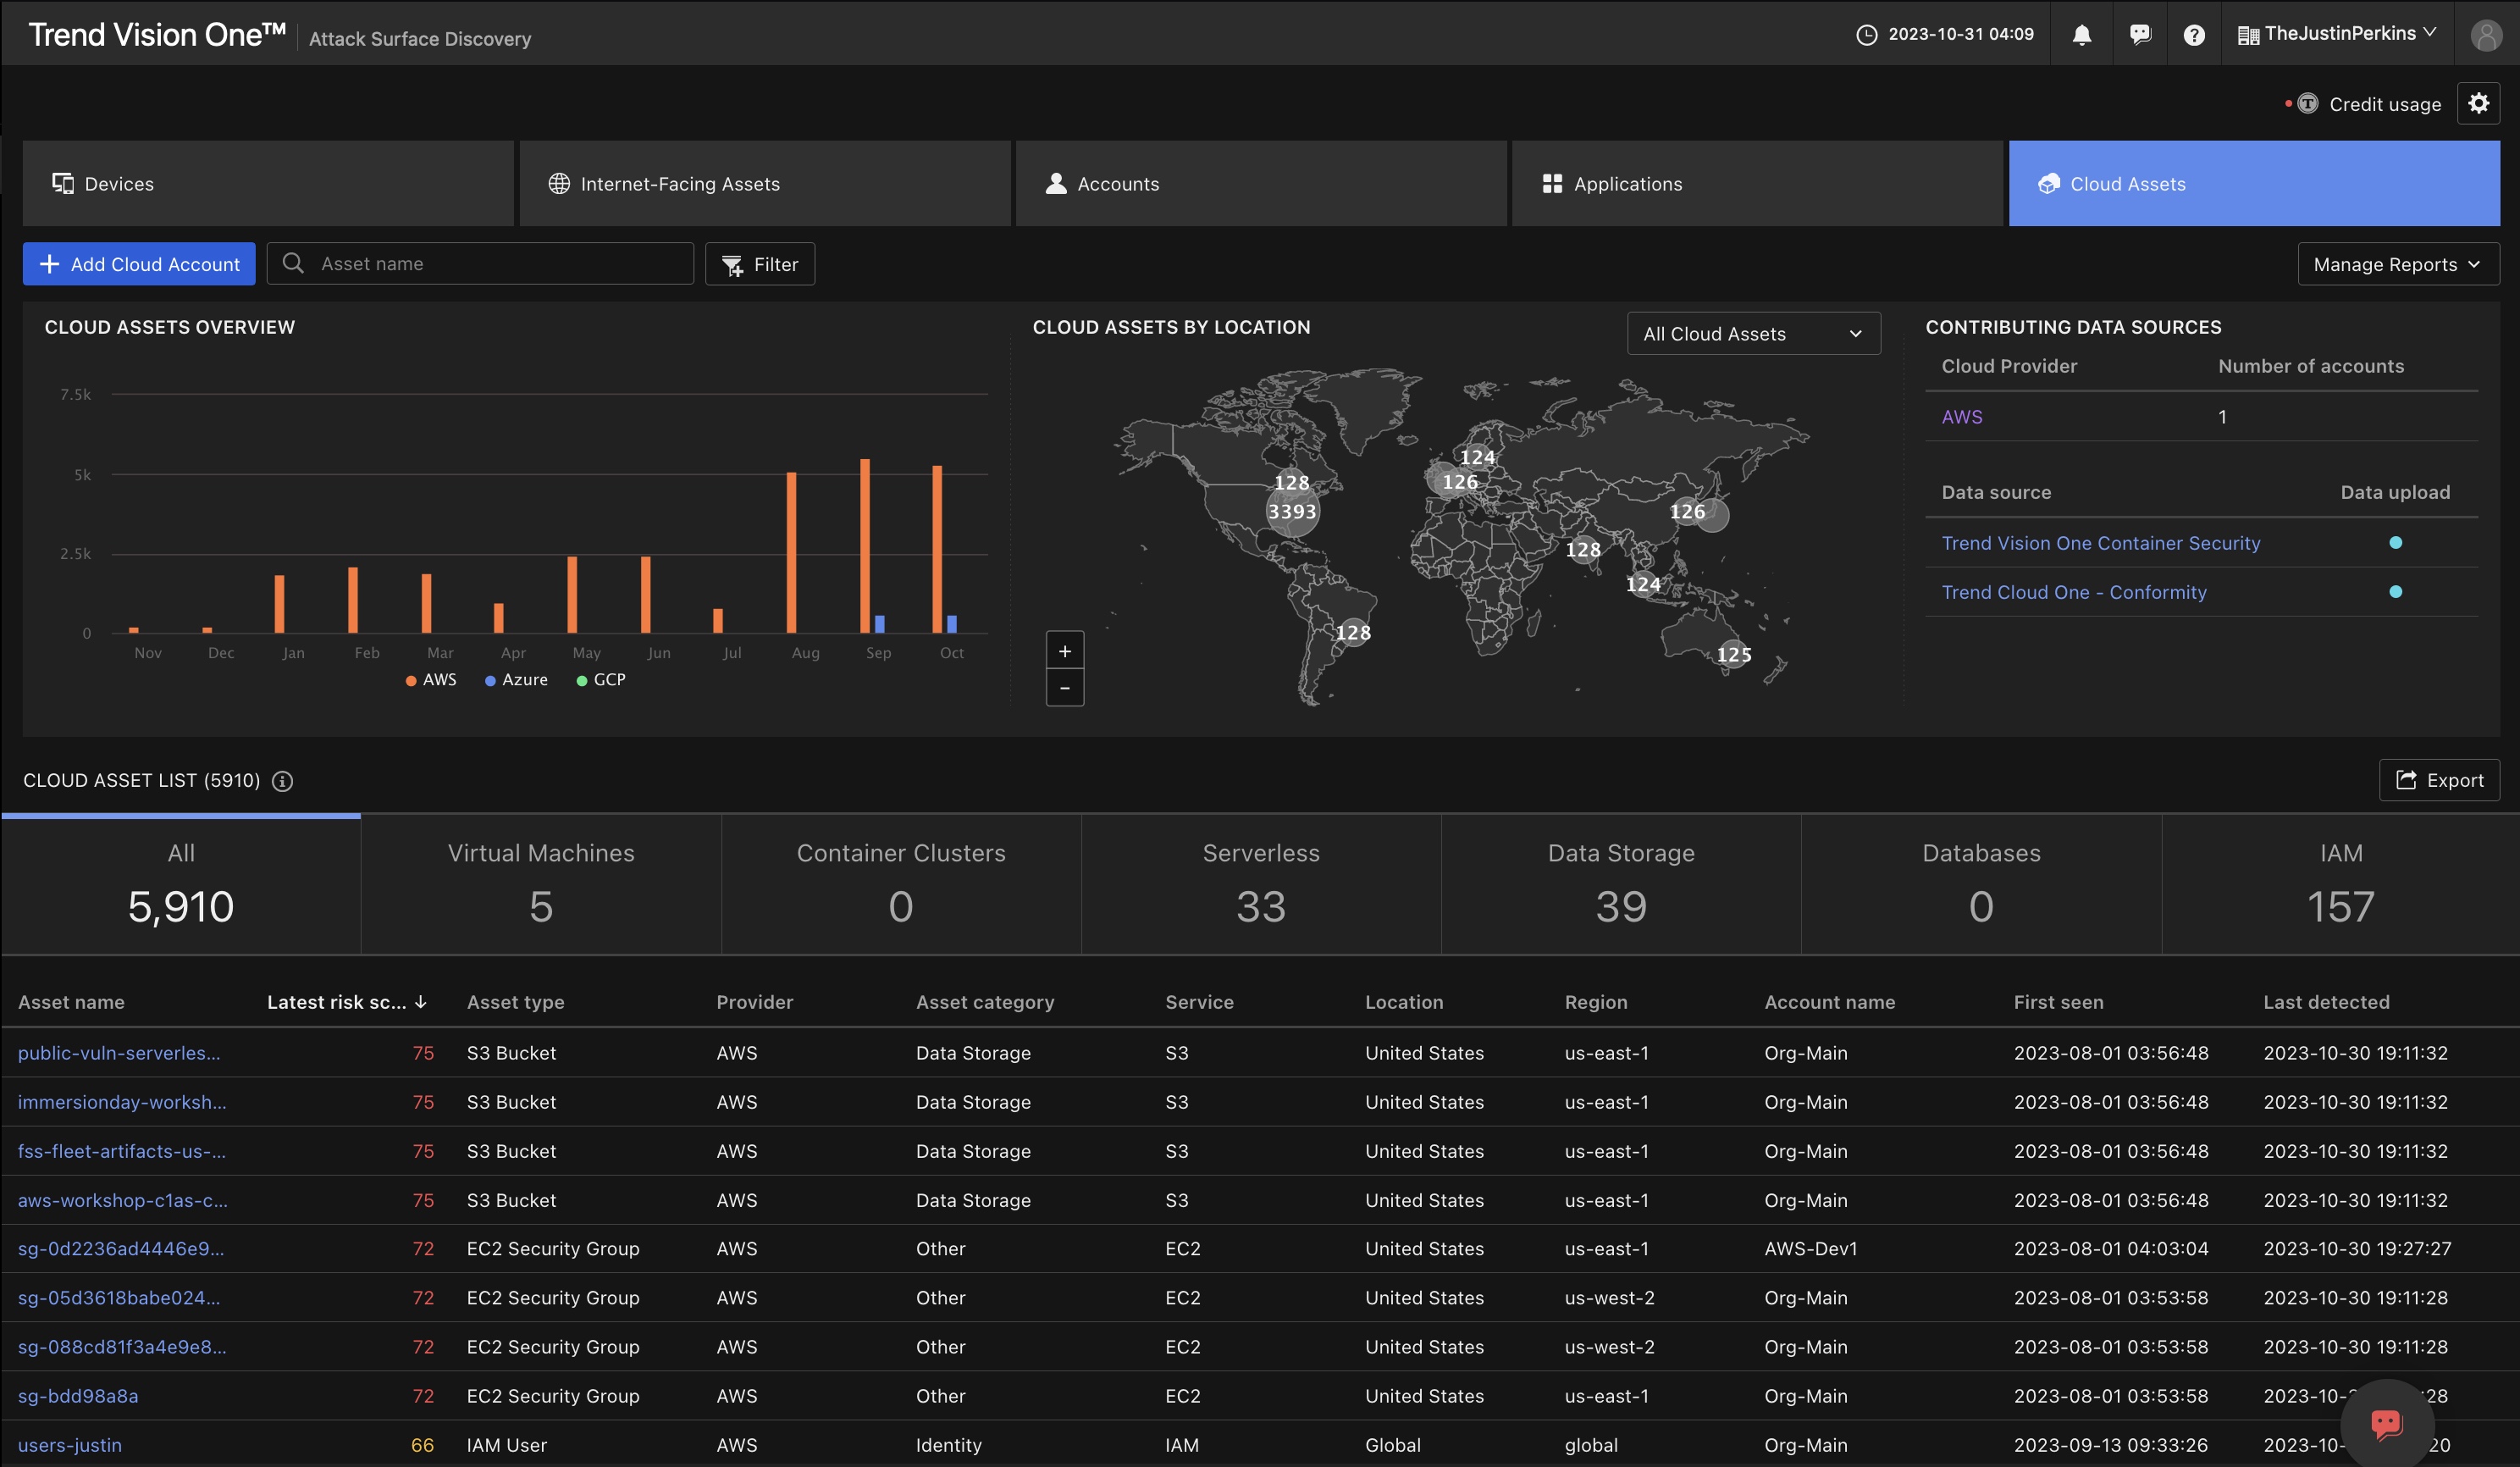 Trend Vision One™ Attack Surface Discovery 2023-10-31 04:09 TheJustinPerkins
Credit usage
Devices Internet-Facing Assets Accounts Applications Cloud Assets
Add Cloud Account Asset name Filter Manage Reports
CLOUD ASSETS OVERVIEW
7.5k
5k
2.5k
0
Nov Dec Jan Feb Mar Apr May Jun Jul Aug Sep Oct
AWS Azure GCP
CLOUD ASSETS BY LOCATION All Cloud Assets
124
128 126
3393 126
128
124
128
125
+
-
CONTRIBUTING DATA SOURCES
Cloud Provider Number of accounts
AWS 1
Data source Data upload
Trend Vision One Container Security
Trend Cloud One - Conformity
CLOUD ASSET LIST (5910) Export
All Virtual Machines Container Clusters Serverless Data Storage Databases IAM
5,910 5 0 33 39 0 157
Asset name Latest risk sc... Asset type Provider Asset category Service Location Region Account name First seen Last detected
public-vuln-serverles... 75 S3 Bucket AWS Data Storage S3 United States us-east-1 Org-Main 2023-08-01 03:56:48 2023-10-30 19:11:32
immersionday-worksh... 75 S3 Bucket AWS Data Storage S3 United States us-east-1 Org-Main 2023-08-01 03:56:48 2023-10-30 19:11:32
fss-fleet-artifacts-us-... 75 S3 Bucket AWS Data Storage S3 United States us-east-1 Org-Main 2023-08-01 03:56:48 2023-10-30 19:11:32
aws-workshop-c1as-c... 75 S3 Bucket AWS Data Storage S3 United States us-east-1 Org-Main 2023-08-01 03:56:48 2023-10-30 19:11:32
sg-0d2236ad4446e9... 72 EC2 Security Group AWS Other EC2 United States us-east-1 AWS-Dev1 2023-08-01 04:03:04 2023-10-30 19:27:27
sg-05d3618babe024... 72 EC2 Security Group AWS Other EC2 United States us-west-2 Org-Main 2023-08-01 03:53:58 2023-10-30 19:11:28
sg-088cd81f3a4e9e8... 72 EC2 Security Group AWS Other EC2 United States us-west-2 Org-Main 2023-08-01 03:53:58 2023-10-30 19:11:28
sg-bdd98a8a 72 EC2 Security Group AWS Other EC2 United States us-east-1 Org-Main 2023-08-01 03:53:58
users-justin 66 IAM User AWS Identity IAM Global global Org-Main 2023-09-13 09:33:26